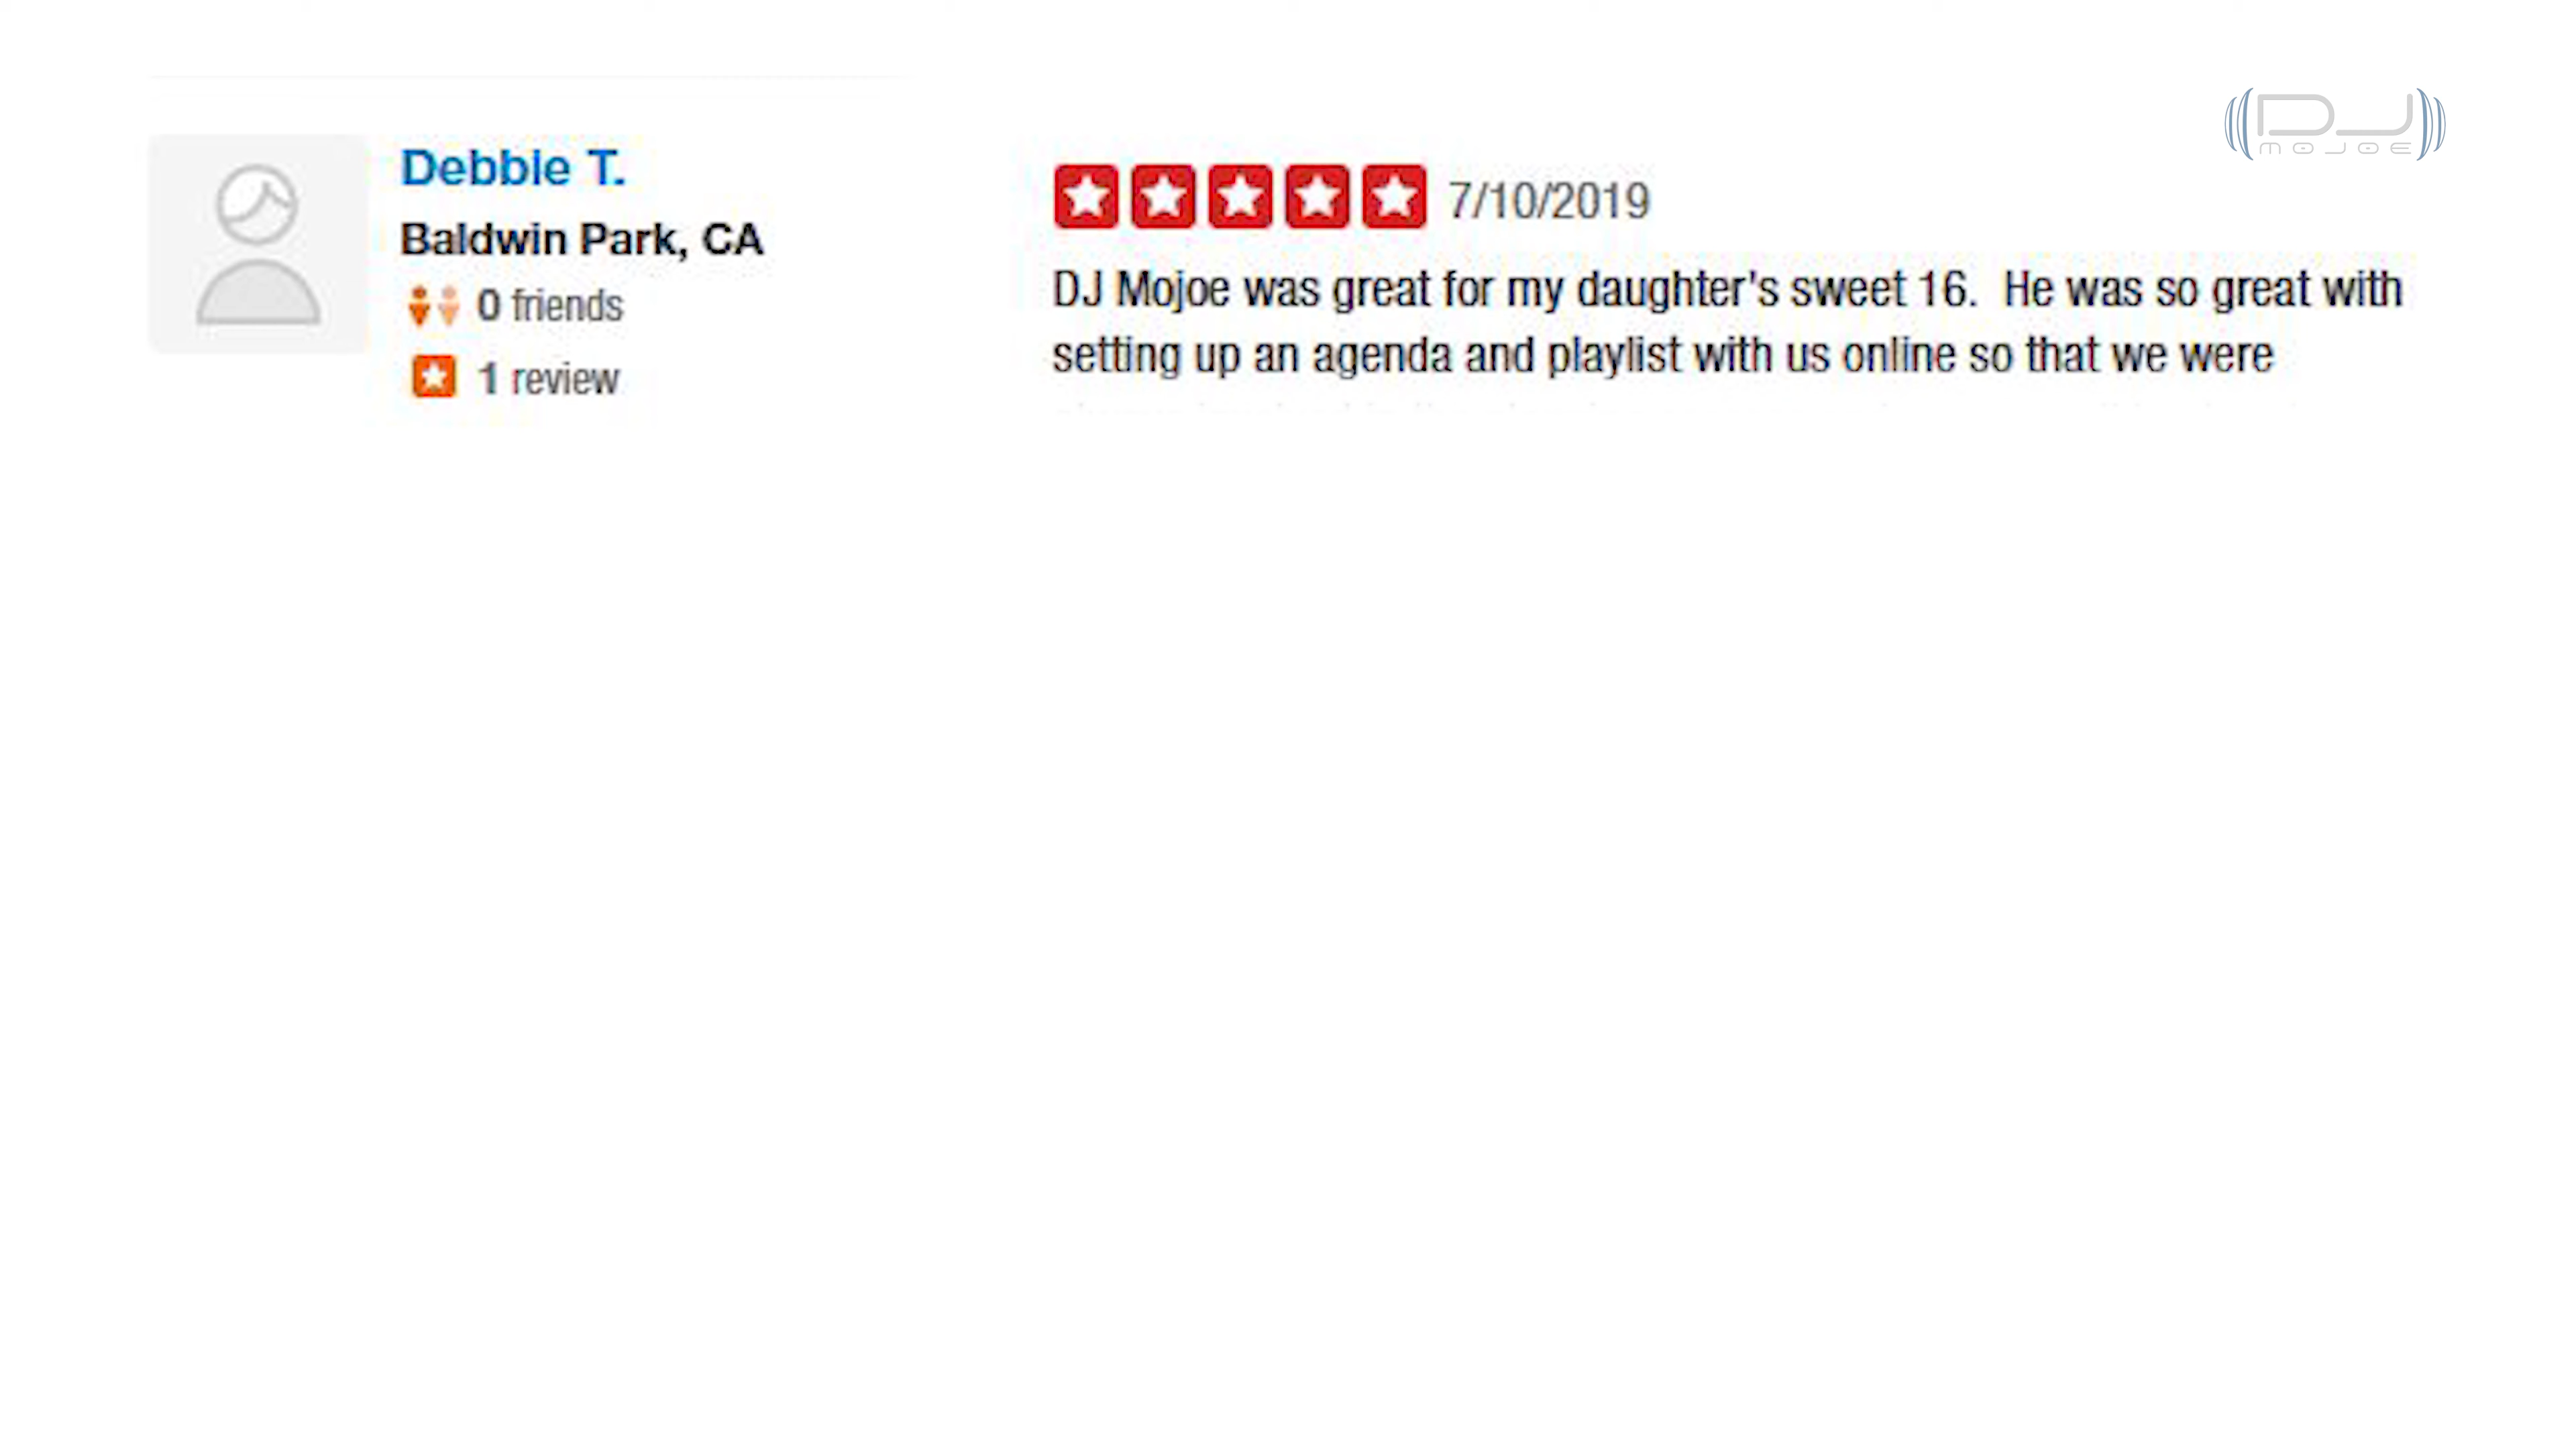 DJ
MOJOE
Debbie T.
Baldwin Park, CA
0 friends
1 review
7/10/2019
DJ Mojoe was great for my daughter's sweet 16.  He was so great with
setting up an agenda and playlist with us online so that we were